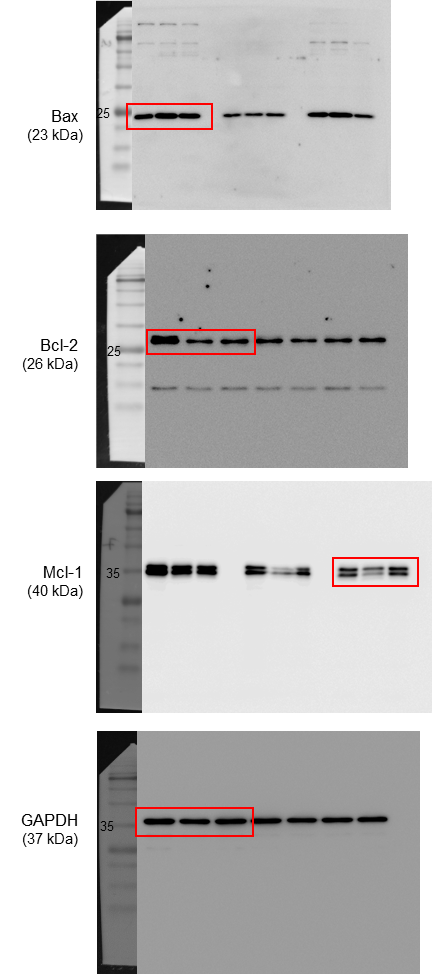 25
Bax
(23 kDa)
Bcl-2
25
(26 kDa)
Mcl-1
35
(40 kDa)
GAPDH
35
(37 kDa)